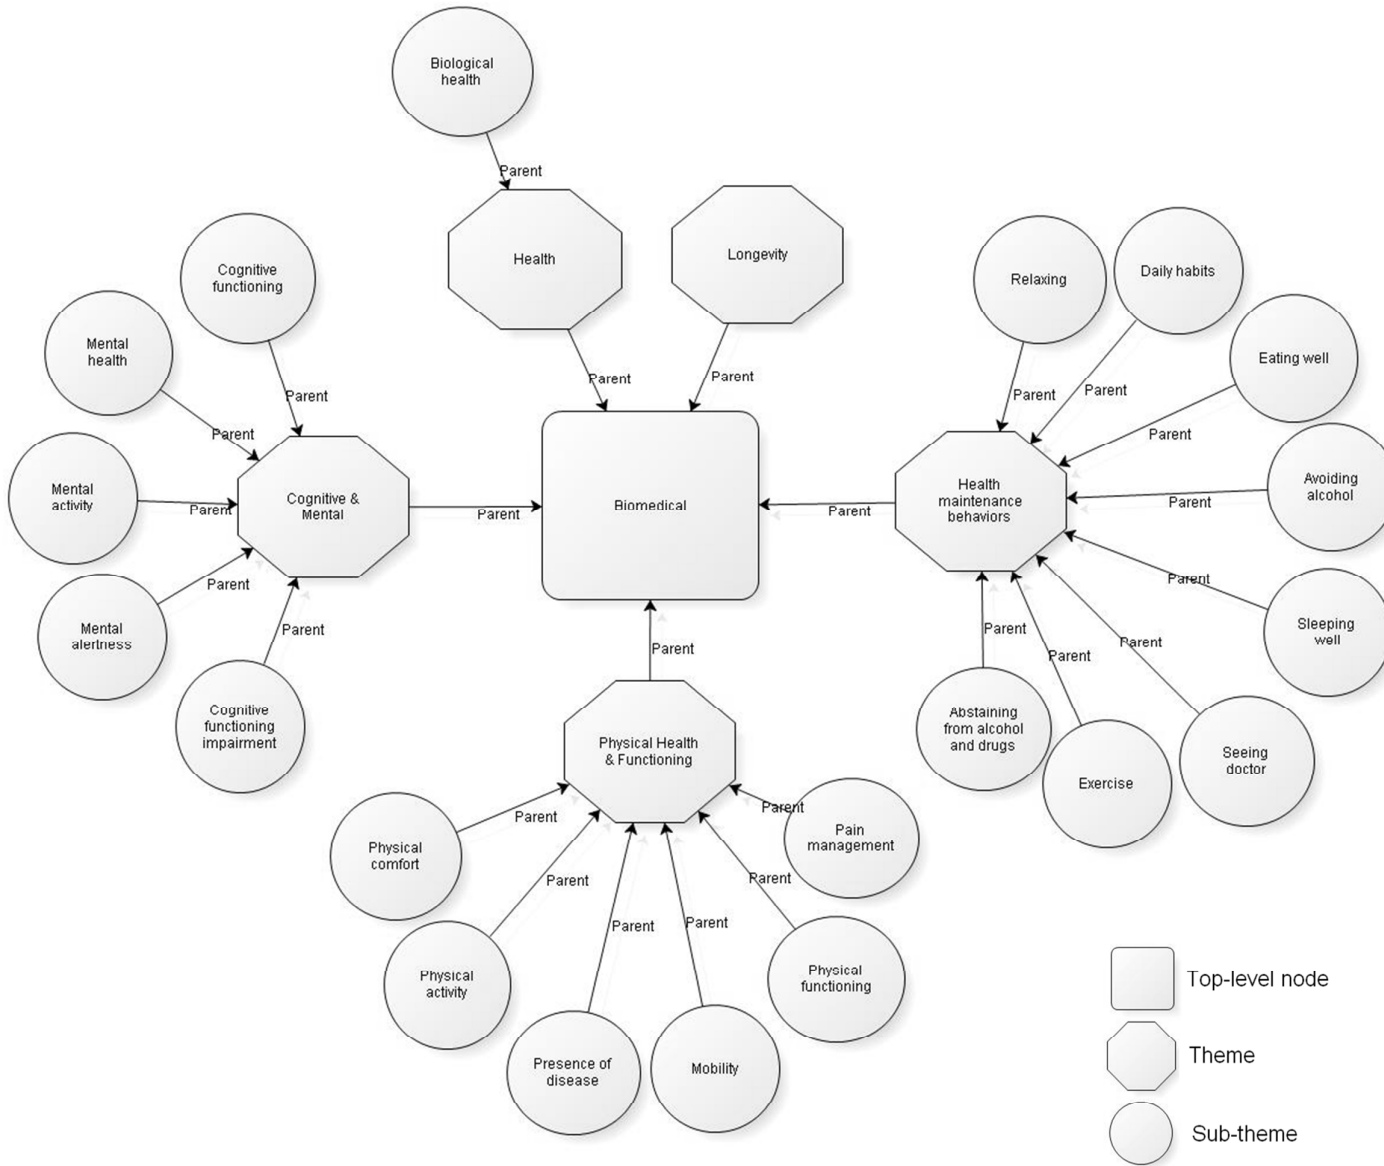 Biological
health
Parent
Health
Longevity
Parent
Parent
Cognitive
functioning
Mental
health
Parent
Parent
Mental
activity
Parent
Cognitive &
Mental
Parent
Mental
alertness
Parent
Cognitive
functioning
impairment
Parent
Biomedical
Relaxing
Daily habits
Eating well
Parent
Parent
Parent
Avoiding
alcohol
Parent
Health
maintenance
behaviors
Parent
Sleeping
well
Parent
Seeing
doctor
Parent
Exercise
Parent
Abstaining
from alcohol
and drugs
Parent
Parent
Physical Health
& Functioning
Physical
comfort
Parent
Physical
activity
Parent
Presence of
disease
Parent
Mobility
Parent
Physical
functioning
Parent
Pain
management
Parent
Top-level node
Theme
Sub-theme